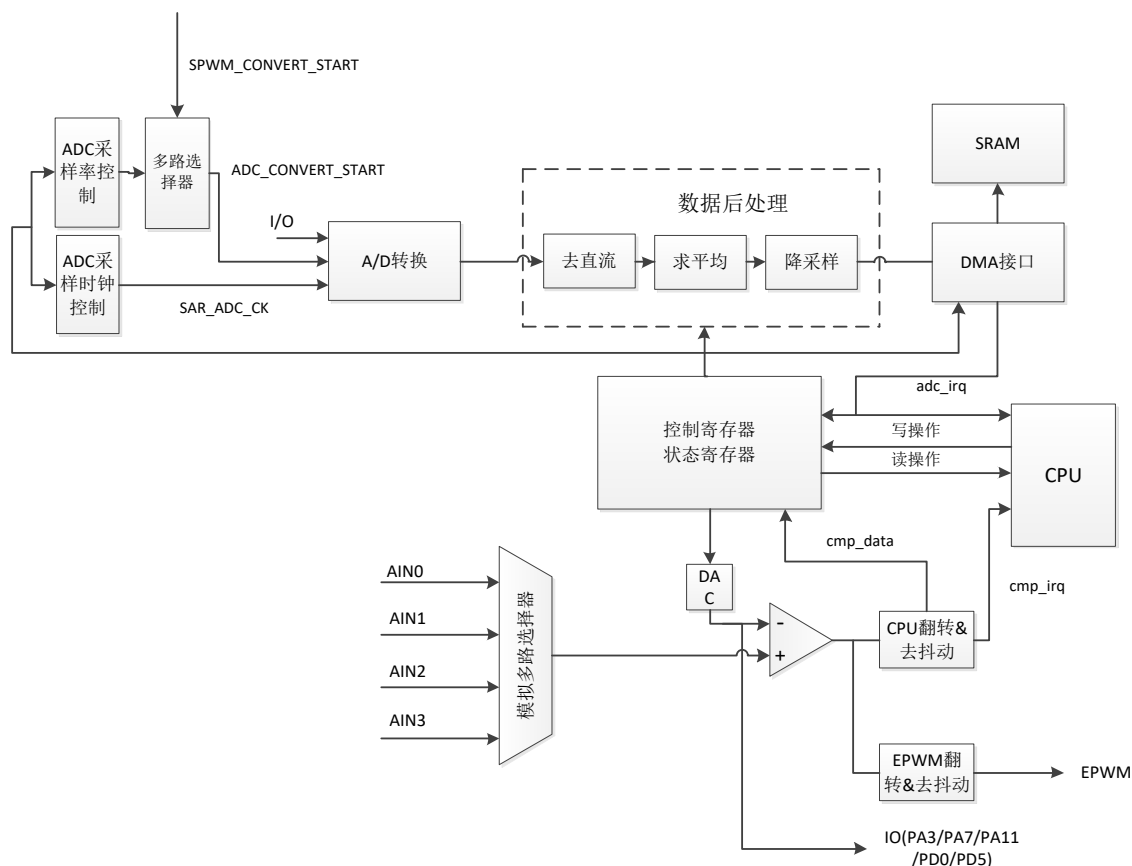 SPWM_CONVERT_START
ADC采
样率控
制
多路选
择器
ADC_CONVERT_START
SRAM
数据后处理
I/O
A/D转换
去直流
求平均
降采样
DMA接口
ADC采
样时钟
控制
SAR_ADC_CK
adc_irq
控制寄存器
状态寄存器
写操作
读操作
CPU
cmp_data
cmp_irq
DA
C
AIN0
AIN1
AIN2
AIN3
模拟多路选择器
-
+
CPU翻转&
去抖动
EPWM翻
转&去抖动
EPWM
IO(PA3/PA7/PA11
/PD0/PD5)